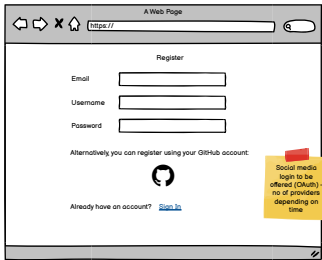 A Web Page
https://
Register
Email
Username
Password
Alternatively, you can register using your GitHub account:
Already have an account? Sign In
Social media
login to be
offered (OAuth) -
no of providers
depending on
time